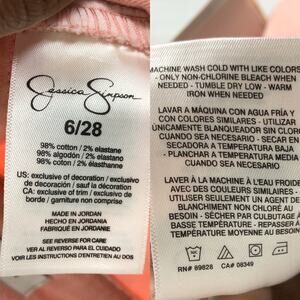 Jessica Simpson
6/28
98% cotton / 2% elastane
98% algodón / 2% elastano
98% coton / 2% élastane
US: exclusive of decoration / exclusivo
de decoración / sauf la décoration
CA: exclusive of trim / exclusivo de
borde / garniture non comprise
MADE IN JORDAN
HECHO EN JORDANIA
FABRIQUÉ EN JORDANIE
SEE REVERSE FOR CARE
VER AL REVERSO PARA EL CUIDADO
VOIR LES INSTRUCTIONS D'ENTRETIEN AU DOS
MACHINE WASH COLD WITH LIKE COLORS
- ONLY NON-CHLORINE BLEACH WHEN
NEEDED - TUMBLE DRY LOW - WARM
IRON WHEN NEEDED
LAVAR A MÁQUINA CON AGUA FRÍA Y
CON COLORES SIMILARES - UTILIZAR
UNICAMENTE BLANQUEADOR SIN CLORO
CUANDO SEA NECESARIO - SECAR EN
SECADORA A TEMPERATURA BAJA
- PLANCHAR A TEMPERATURA MEDIA
CUANDO SEA NECESARIO
LAVER À LA MACHINE À L'EAU FROIDE
AVEC DES COULEURS SIMILAIRES -
UTILISER SEULEMENT UN AGENT DE
BLANCHIMENT NON CHLORÉ AU
BESOIN - SÉCHER PAR CULBUTAGE À
BASSE TEMPÉRATURE - REPASSER À
TEMPÉRATURE MOYENNE AU BESOIN
RN# 89828 CA# 08349